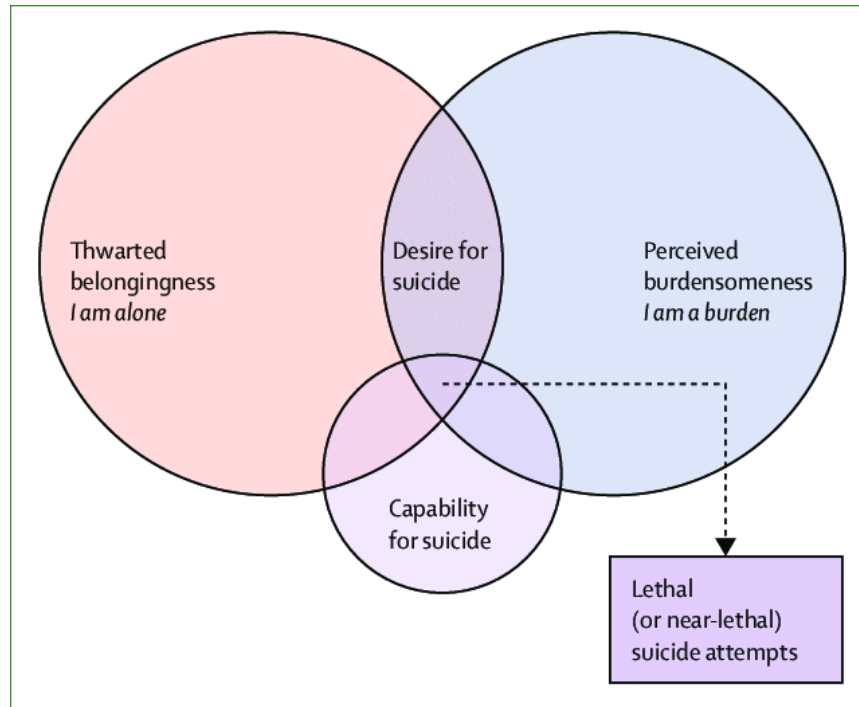 Thwarted
belongingness
I am alone
Desire for
suicide
Perceived
burdensomeness
I am a burden
Capability
for suicide
Lethal
(or near-lethal)
suicide attempts